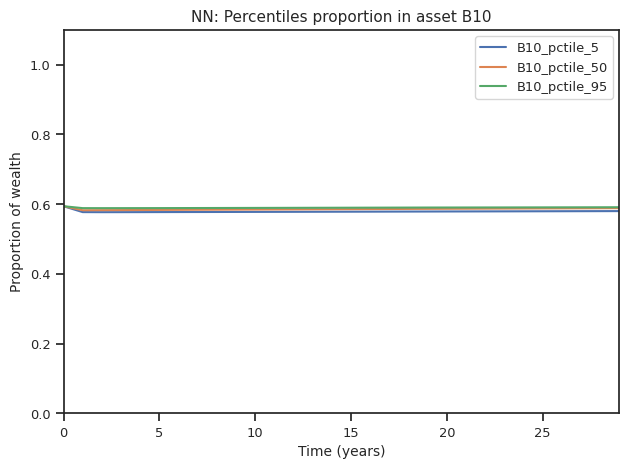 NN: Percentiles proportion in asset B10
B10_pctile_5
B10_pctile_50
B10_pctile_95
Proportion of wealth
1.0
0.8
0.6
0.4
0.2
0.0
0 5 10 15 20 25
Time (years)